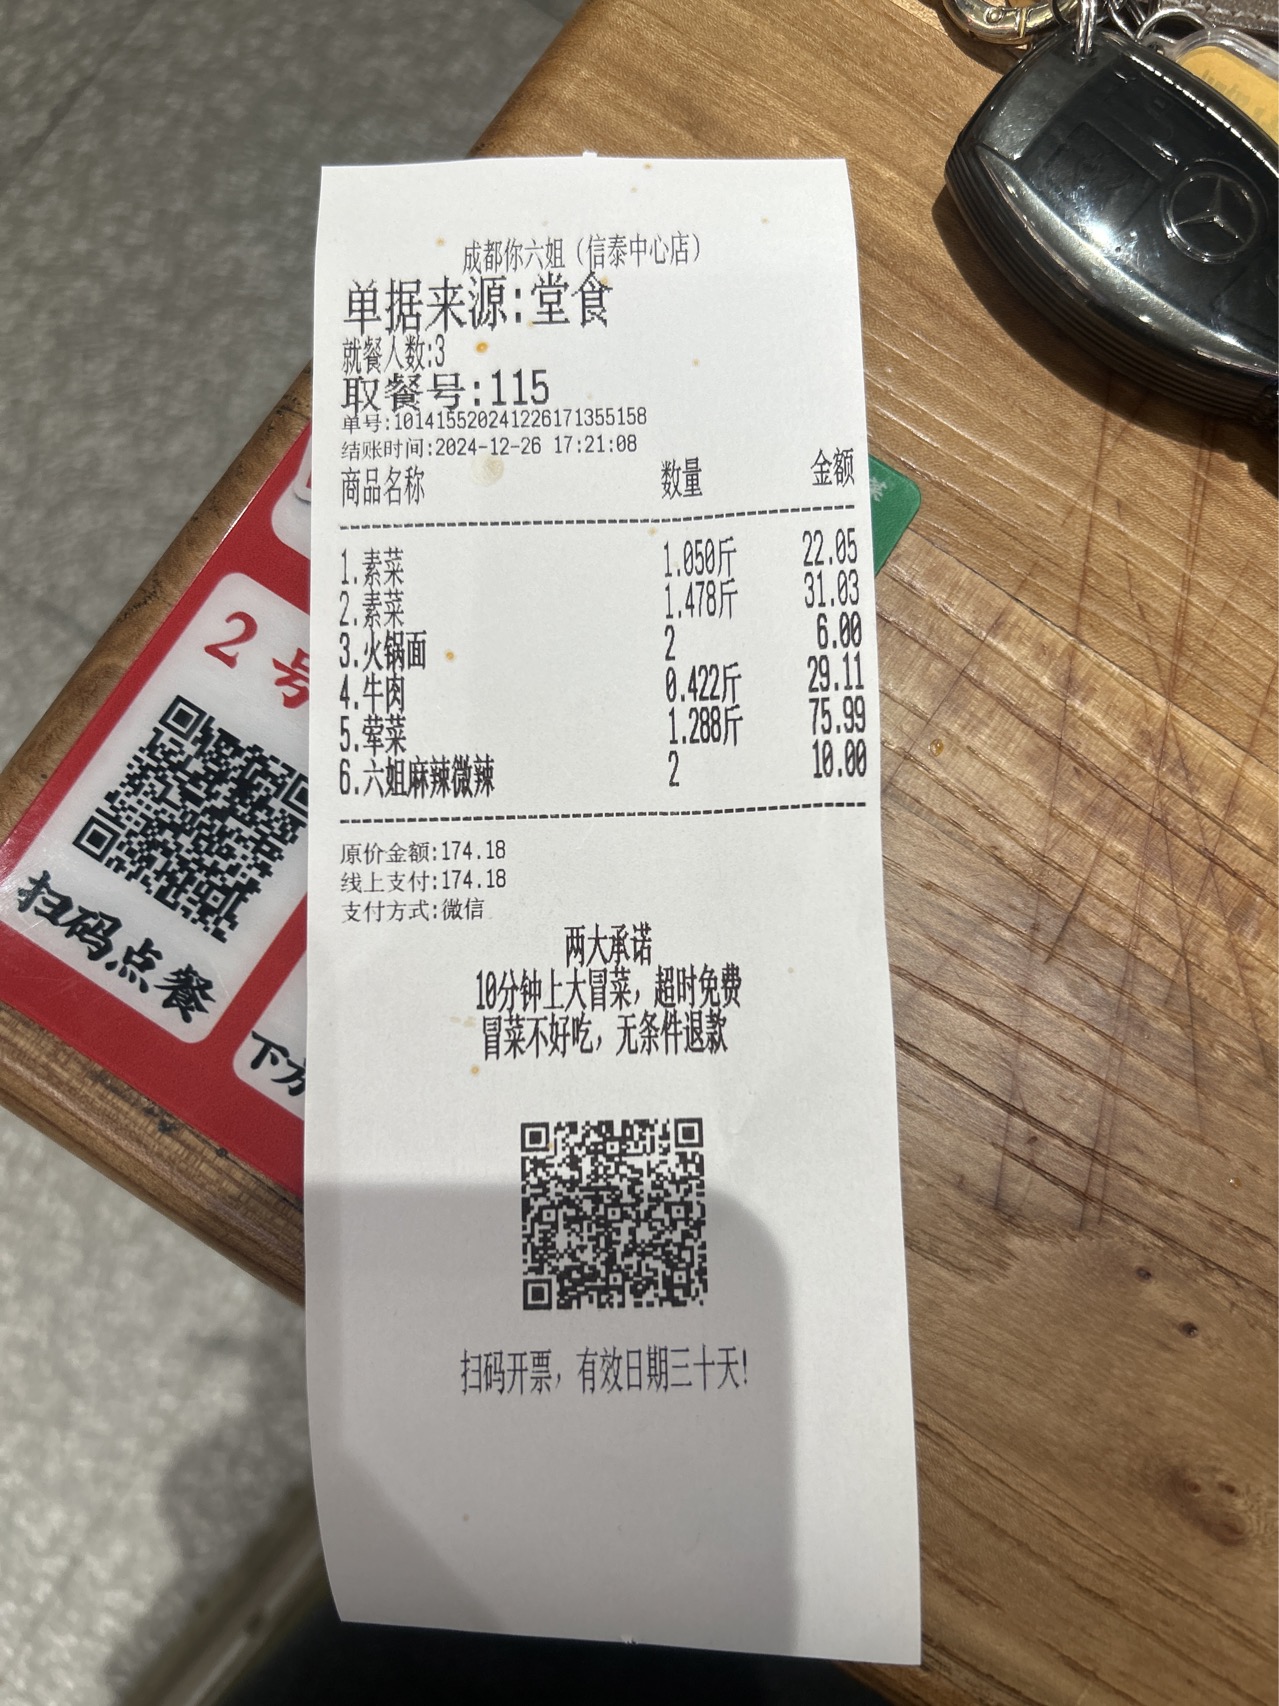 成都你六姐（信泰中心店）
单据来源:堂食
就餐人数:3
取餐号:115
单号:10141552024122617135​5158
结账时间:2024-12-26 17:21:08
商品名称 数量 金额
1.素菜 1.050斤 22.05
2.素菜 1.478斤 31.03
3.火锅面 2 6.00
4.牛肉 0.422斤 29.11
5.荤菜 1.288斤 75.99
6.六姐麻辣微辣 2 10.00
原价金额:174.18
线上支付:174.18
支付方式:微信
两大承诺
10分钟上大冒菜，超时免费
冒菜不好吃，无条件退款
扫码开票，有效日期三十天!
2号
扫码点餐
下方